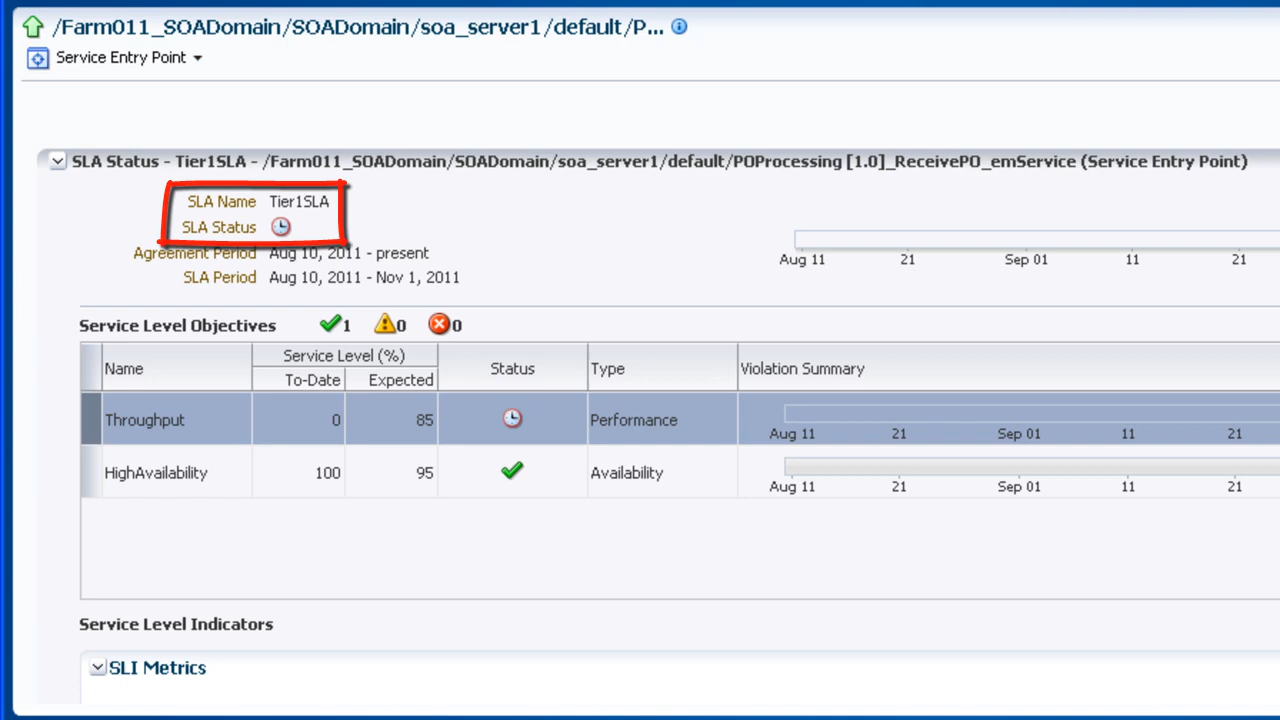 /Farm011_SOADomain/SOADomain/soa_server1/default/P...
Service Entry Point
SLA Status - Tier1SLA - /Farm011_SOADomain/SOADomain/soa_server1/default/POProcessing [1.0]_ReceivePO_emService (Service Entry Point)
SLA Name Tier1SLA
SLA Status
Agreement Period Aug 10, 2011 - present
SLA Period Aug 10, 2011 - Nov 1, 2011
Aug 11 21 Sep 01 11 21
Service Level Objectives 1 0 0
Name Service Level (%) Status Type Violation Summary
To-Date Expected
Throughput 0 85 Performance
Aug 11 21 Sep 01 11 21
HighAvailability 100 95 Availability
Aug 11 21 Sep 01 11 21
Service Level Indicators
SLI Metrics